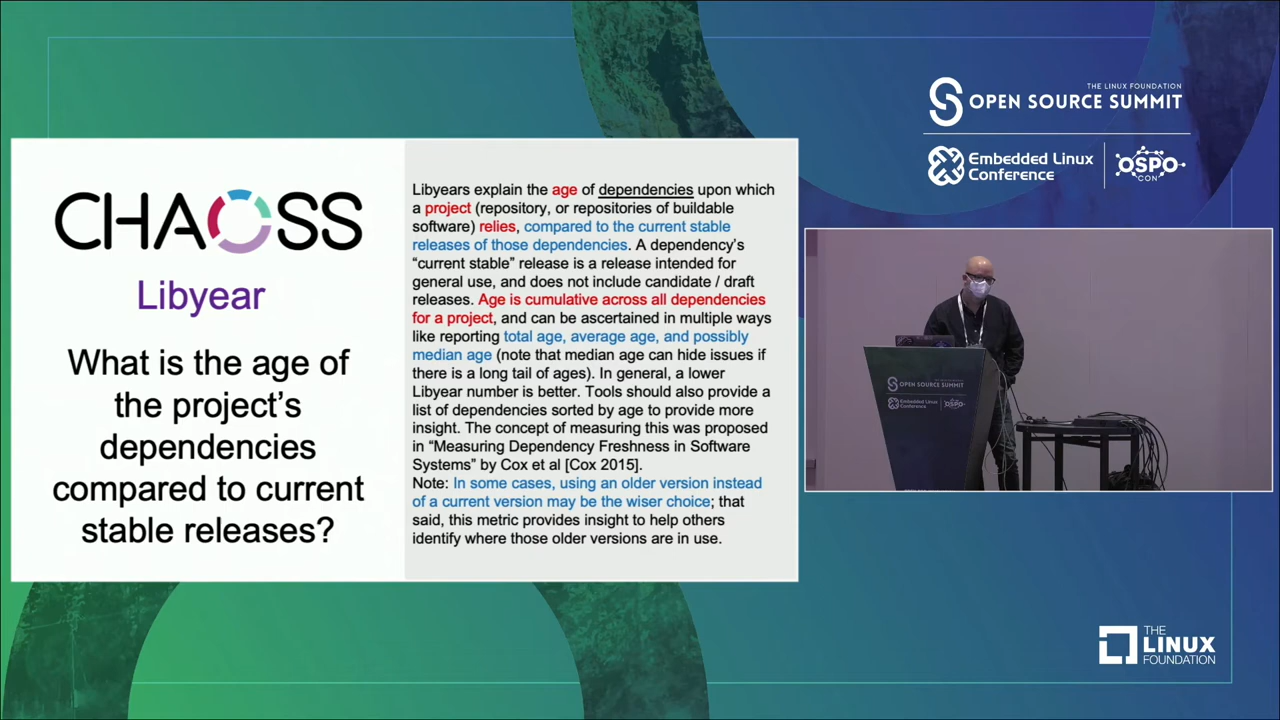 THE LINUX FOUNDATION
OPEN SOURCE SUMMIT
Embedded Linux
Conference
OSPO
CON
CHAOSS
Libyear
What is the age of
the project's
dependencies
compared to current
stable releases?
Libyears explain the age of dependencies upon which
a project (repository, or repositories of buildable
software) relies, compared to the current stable
releases of those dependencies. A dependency's
“current stable” release is a release intended for
general use, and does not include candidate / draft
releases. Age is cumulative across all dependencies
for a project, and can be ascertained in multiple ways
like reporting total age, average age, and possibly
median age (note that median age can hide issues if
there is a long tail of ages). In general, a lower
Libyear number is better. Tools should also provide a
list of dependencies sorted by age to provide more
insight. The concept of measuring this was proposed
in “Measuring Dependency Freshness in Software
Systems” by Cox et al [Cox 2015].
Note: In some cases, using an older version instead
of a current version may be the wiser choice; that
said, this metric provides insight to help others
identify where those older versions are in use.
OPEN SOURCE SUMMIT
Embedded Linux
Conference
OSPO
THE
LINUX
FOUNDATION